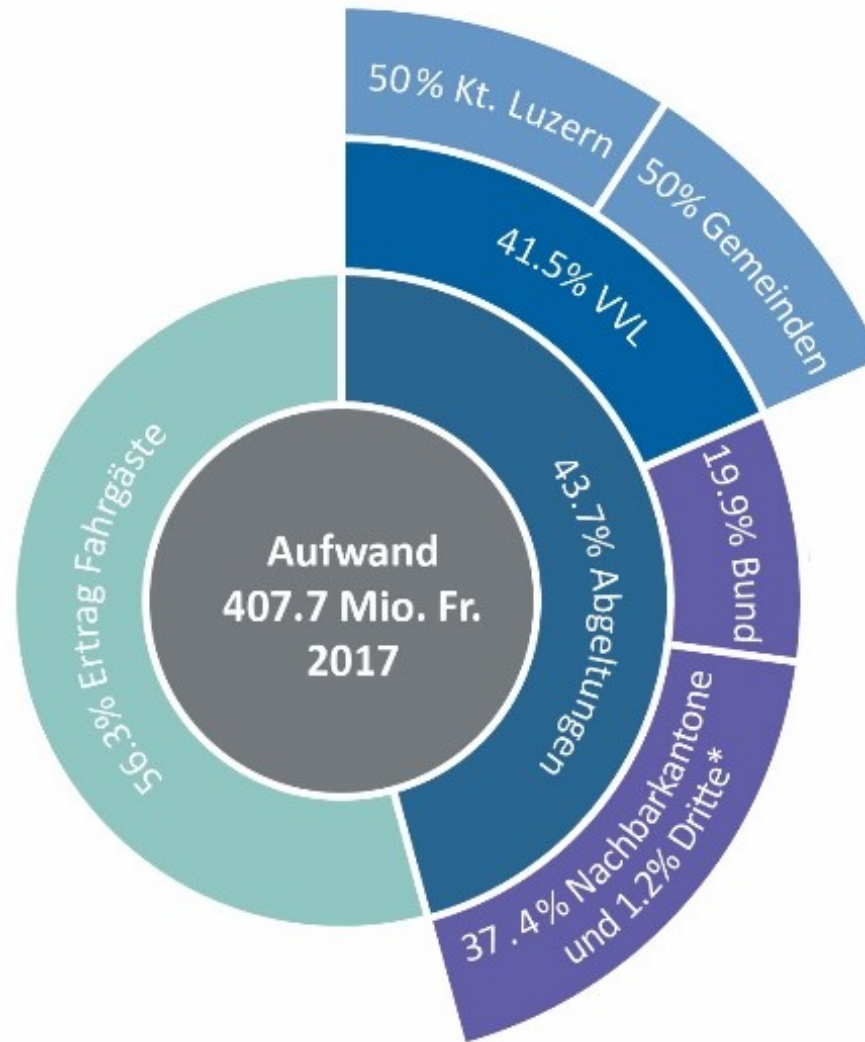 50% Kt. Luzern
50% Gemeinden
41.5% VVL
19.9% Bund
43.7% Abgeltungen
56.3% Ertrag Fahrgäste
Aufwand
407.7 Mio. Fr.
2017
37 .4% Nachbarkantone
und 1.2% Dritte*